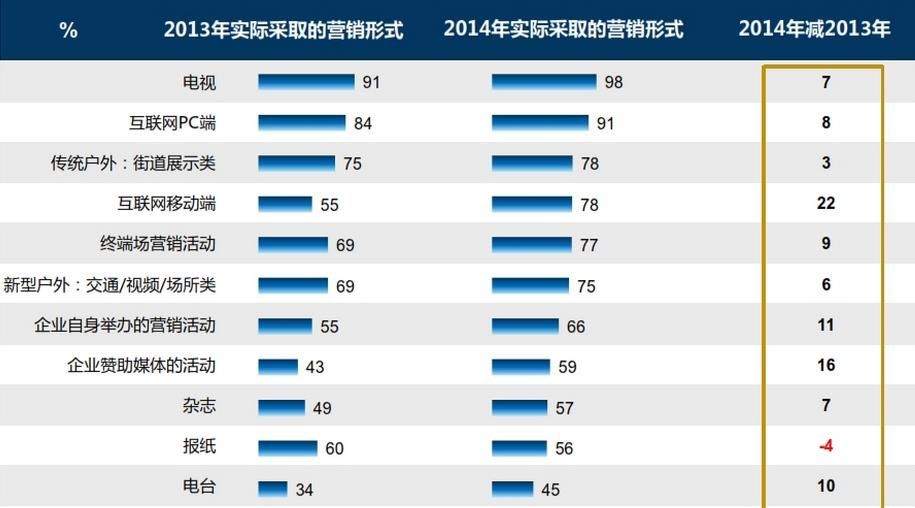 % 2013年实际采取的营销形式 2014年实际采取的营销形式 2014年减2013年
电视 91 98 7
互联网PC端 84 91 8
传统户外：街道展示类 75 78 3
互联网移动端 55 78 22
终端场营销活动 69 77 9
新型户外：交通/视频/场所类 69 75 6
企业自身举办的营销活动 55 66 11
企业赞助媒体的活动 43 59 16
杂志 49 57 7
报纸 60 56 -4
电台 34 45 10